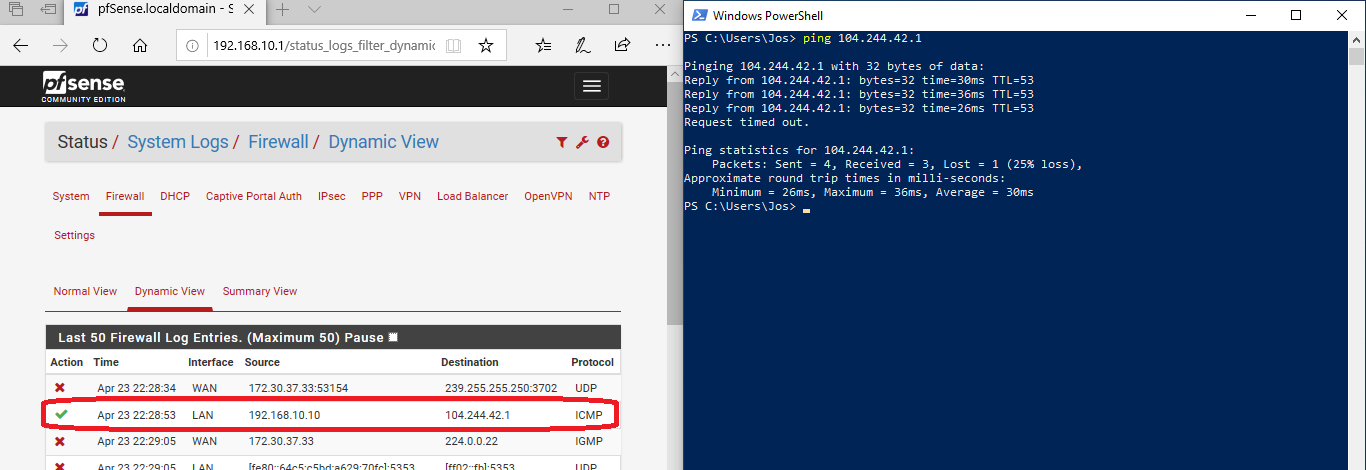 pfSense.localdomain - S
192.168.10.1/status_logs_filter_dynamic
pfsense
COMMUNITY EDITION
Status / System Logs / Firewall / Dynamic View
System Firewall DHCP Captive Portal Auth IPsec PPP VPN Load Balancer OpenVPN NTP
Settings
Normal View Dynamic View Summary View
Last 50 Firewall Log Entries. (Maximum 50) Pause
Action Time Interface Source Destination Protocol
Apr 23 22:28:34 WAN 172.30.37.33:53154 239.255.255.250:3702 UDP
Apr 23 22:28:53 LAN 192.168.10.10 104.244.42.1 ICMP
Apr 23 22:29:05 WAN 172.30.37.33 224.0.0.22 IGMP
Apr 23 22:29:05 LAN [fe80::64c5:c5bd:a629:70fc]:5353 [ff02::fb]:5353 UDP
Windows PowerShell
PS C:\Users\Jos> ping 104.244.42.1
Pinging 104.244.42.1 with 32 bytes of data:
Reply from 104.244.42.1: bytes=32 time=30ms TTL=53
Reply from 104.244.42.1: bytes=32 time=36ms TTL=53
Reply from 104.244.42.1: bytes=32 time=26ms TTL=53
Request timed out.
Ping statistics for 104.244.42.1:
Packets: Sent = 4, Received = 3, Lost = 1 (25% loss),
Approximate round trip times in milli-seconds:
Minimum = 26ms, Maximum = 36ms, Average = 30ms
PS C:\Users\Jos>